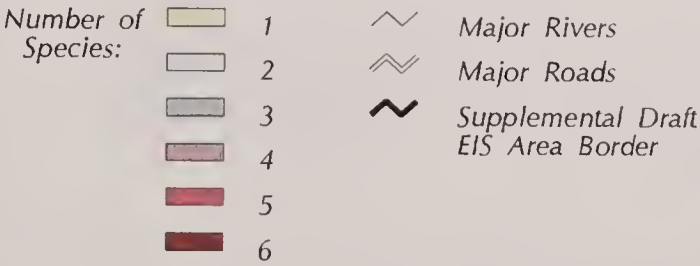 Number of
Species:
1
2
3
4
5
6
Major Rivers
Major Roads
Supplemental Draft
EIS Area Border